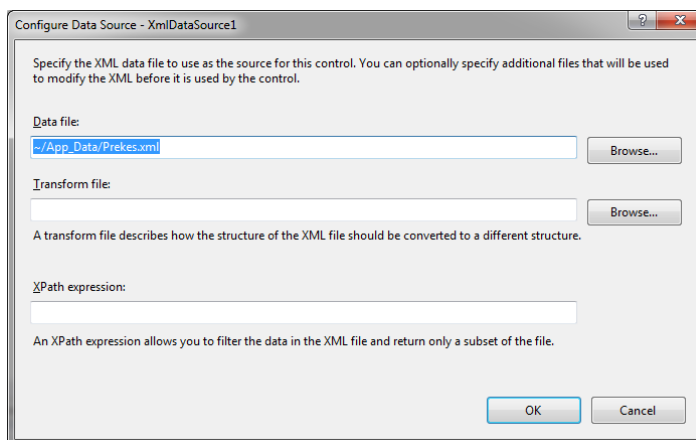 Configure Data Source - XmlDataSource1
Specify the XML data file to use as the source for this control. You can optionally specify additional files that will be used
to modify the XML before it is used by the control.
Data file:
~/App_Data/Prekes.xml
Browse...
Transform file:
Browse...
A transform file describes how the structure of the XML file should be converted to a different structure.
XPath expression:
An XPath expression allows you to filter the data in the XML file and return only a subset of the file.
OK
Cancel